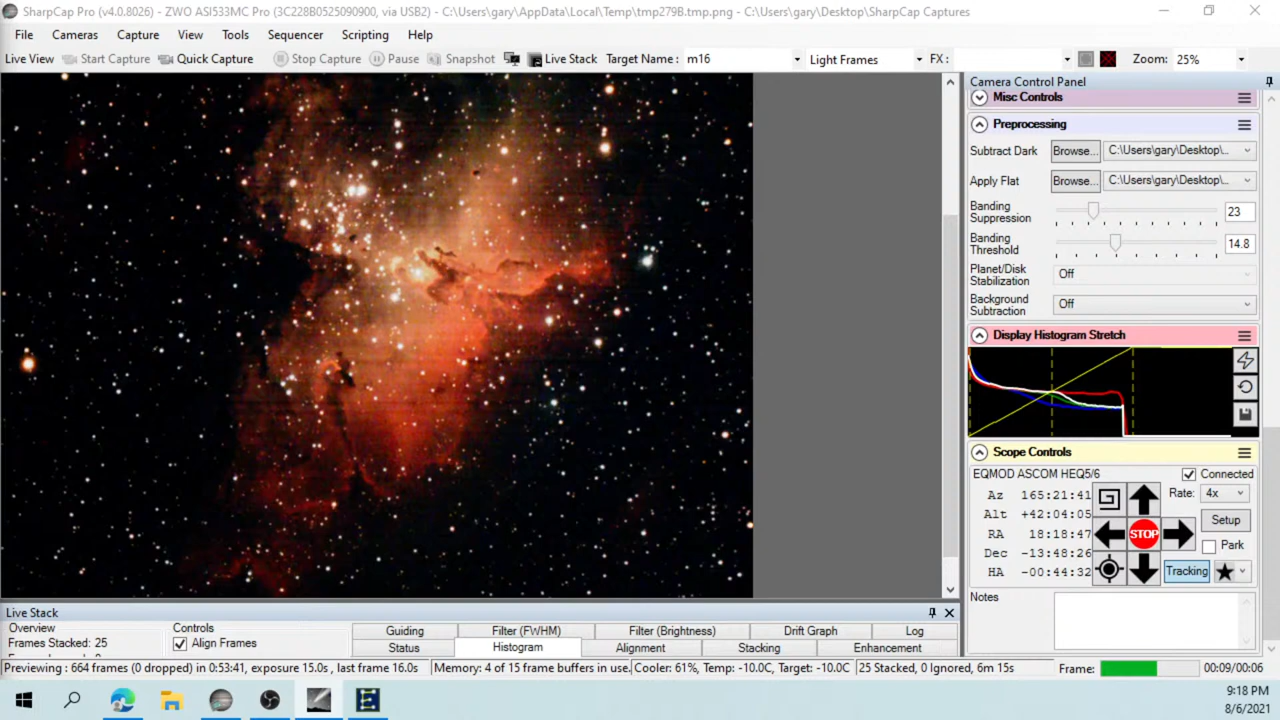 SharpCap Pro (v4.0.8026) - ZWO ASI533MC Pro (3C228B0525090900, via USB2) - C:\Users\gary\AppData\Local\Temp\tmp279B.tmp.png - C:\Users\gary\Desktop\SharpCap Captures
File Cameras Capture View Tools Sequencer Scripting Help
Live View Start Capture Quick Capture Stop Capture Pause Snapshot Live Stack Target Name : m16 Light Frames FX : Zoom: 25%
Camera Control Panel
Misc Controls
Preprocessing
Subtract Dark Browse... C:\Users\gary\Desktop\...
Apply Flat Browse... C:\Users\gary\Desktop\...
Banding
Suppression 23
Banding
Threshold 14.8
Planet/Disk
Stabilization Off
Background
Subtraction Off
Display Histogram Stretch
Scope Controls
EQMOD ASCOM HEQ5/6 Connected
Az 165:21:41 Rate: 4x
Alt +42:04:05
Setup
RA 18:18:47 STOP
Park
Dec -13:48:26
HA -00:44:32 Tracking
Notes
Live Stack
Overview Controls
Frames Stacked: 25 Align Frames
Guiding Filter (FWHM) Filter (Brightness) Drift Graph Log
Status Histogram Alignment Stacking Enhancement
Previewing : 664 frames (0 dropped) in 0:53:41, exposure 15.0s, last frame 16.0s Memory: 4 of 15 frame buffers in use. Cooler: 61%, Temp: -10.0C, Target: -10.0C 25 Stacked, 0 Ignored, 6m 15s Frame: 00:09/00:06
9:18 PM
8/6/2021